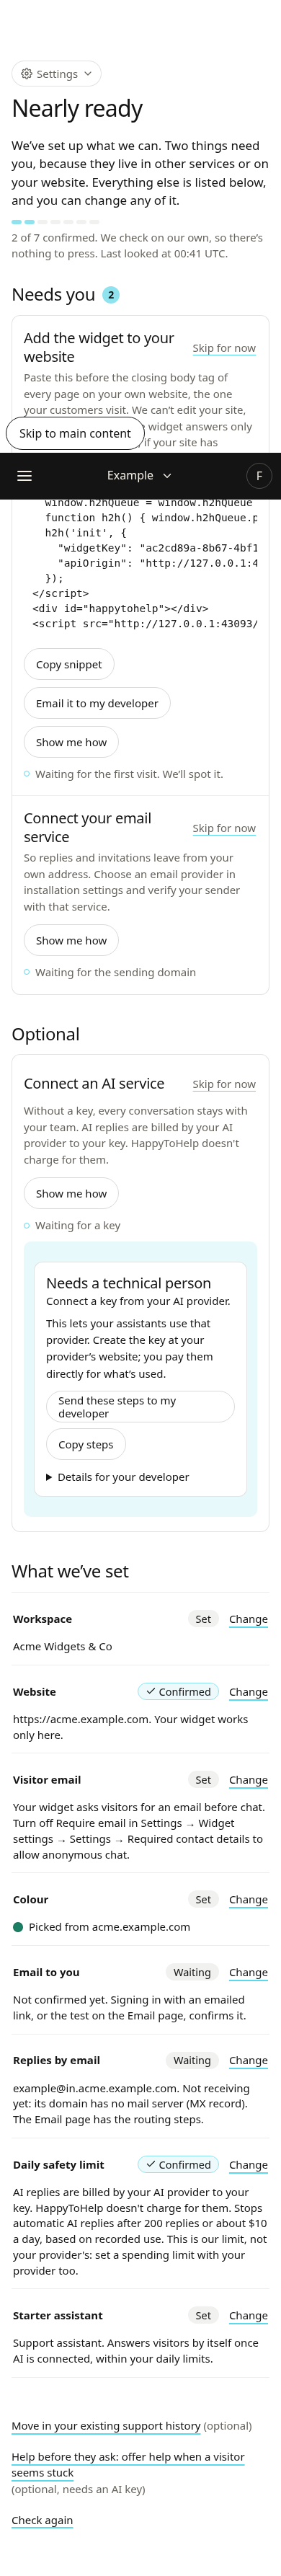 Settings
Nearly ready
We’ve set up what we can. Two things need
you, because they live in other services or on
your website. Everything else is listed below,
and you can change any of it.
2 of 7 confirmed. We check on our own, so there’s
nothing to press. Last looked at 00:41 UTC.
Needs you 2
Add the widget to your
website
Skip for now
Paste this before the closing body tag of
every page on your own website, the one
your customers visit. We can’t edit your site,
widget answers only
if your site has
Skip to main content
Example
F
window.h2hQueue = window.h2hQueue
function h2h() { window.h2hQueue.p
h2h('init', {
"widgetKey": "ac2cd89a-8b67-4bf1
"apiOrigin": "http://127.0.0.1:4
});
</script>
<div id="happytohelp"></div>
<script src="http://127.0.0.1:43093/
Copy snippet
Email it to my developer
Show me how
Waiting for the first visit. We’ll spot it.
Connect your email
service
Skip for now
So replies and invitations leave from your
own address. Choose an email provider in
installation settings and verify your sender
with that service.
Show me how
Waiting for the sending domain
Optional
Connect an AI service
Skip for now
Without a key, every conversation stays with
your team. AI replies are billed by your AI
provider to your key. HappyToHelp doesn't
charge for them.
Show me how
Waiting for a key
Needs a technical person
Connect a key from your AI provider.
This lets your assistants use that
provider. Create the key at your
provider’s website; you pay them
directly for what’s used.
Send these steps to my
developer
Copy steps
Details for your developer
What we’ve set
Workspace Set Change
Acme Widgets & Co
Website Confirmed Change
https://acme.example.com. Your widget works
only here.
Visitor email Set Change
Your widget asks visitors for an email before chat.
Turn off Require email in Settings → Widget
settings → Settings → Required contact details to
allow anonymous chat.
Colour Set Change
Picked from acme.example.com
Email to you Waiting Change
Not confirmed yet. Signing in with an emailed
link, or the test on the Email page, confirms it.
Replies by email Waiting Change
example@in.acme.example.com. Not receiving
yet: its domain has no mail server (MX record).
The Email page has the routing steps.
Daily safety limit Confirmed Change
AI replies are billed by your AI provider to your
key. HappyToHelp doesn't charge for them. Stops
automatic AI replies after 200 replies or about $10
a day, based on recorded use. This is our limit, not
your provider's: set a spending limit with your
provider too.
Starter assistant Set Change
Support assistant. Answers visitors by itself once
AI is connected, within your daily limits.
Move in your existing support history (optional)
Help before they ask: offer help when a visitor
seems stuck
(optional, needs an AI key)
Check again